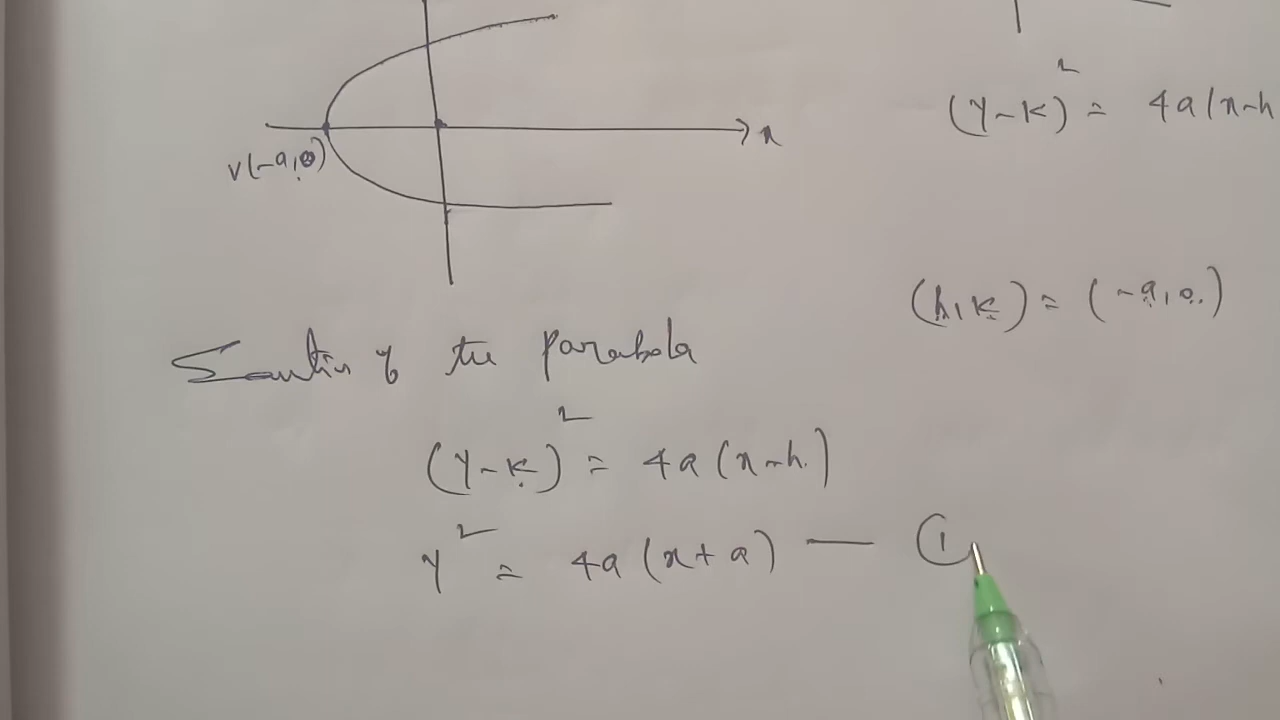 x
V(-a,0)
(y-k)² = 4a(x-h
(h,k) = (-a,0)
Equation of the parabola
(y-k)² = 4a(x-h)
y² = 4a(x+a) — ①